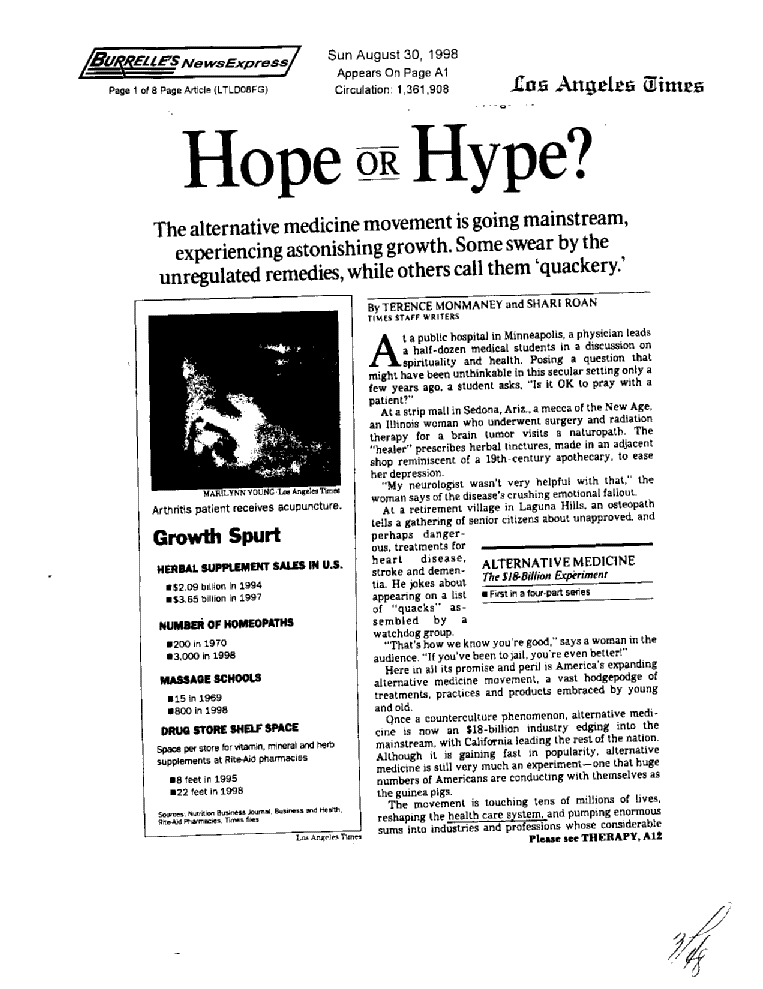 BURRELLE'S NewsExpress
Page 1 of 8 Page Article (LTLD08FG)
Sun August 30, 1998
Appears On Page A1
Circulation: 1,361,908
Los Angeles Times
Hope OR Hype?
The alternative medicine movement is going mainstream,
experiencing astonishing growth. Some swear by the
unregulated remedies, while others call them ‘quackery.’
MARILYNN YOUNG / Los Angeles Times
Arthritis patient receives acupuncture.
Growth Spurt
HERBAL SUPPLEMENT SALES IN U.S.
■ $2.09 billion in 1994
■ $3.65 billion in 1997
NUMBER OF HOMEOPATHS
■ 200 in 1970
■ 3,000 in 1998
MASSAGE SCHOOLS
■ 15 in 1969
■ 800 in 1998
DRUG STORE SHELF SPACE
Space per store for vitamin, mineral and herb
supplements at Rite-Aid pharmacies
■ 8 feet in 1995
■ 22 feet in 1998
Sources: Nutrition Business Journal, Business and Health,
Rite-Aid Pharmacies, Times files
Los Angeles Times
By TERENCE MONMANEY and SHARI ROAN
TIMES STAFF WRITERS
At a public hospital in Minneapolis, a physician leads
a half-dozen medical students in a discussion on
spirituality and health. Posing a question that
might have been unthinkable in this secular setting only a
few years ago, a student asks, "Is it OK to pray with a
patient?"
At a strip mall in Sedona, Ariz., a mecca of the New Age,
an Illinois woman who underwent surgery and radiation
therapy for a brain tumor visits a naturopath. The
"healer" prescribes herbal tinctures, made in an adjacent
shop reminiscent of a 19th-century apothecary, to ease
her depression.
"My neurologist wasn't very helpful with that," the
woman says of the disease's crushing emotional fallout.
At a retirement village in Laguna Hills, an osteopath
tells a gathering of senior citizens about unapproved, and
perhaps danger-
ous, treatments for
heart disease,
stroke and demen-
tia. He jokes about
appearing on a list
of "quacks" as-
sembled by a
watchdog group.
ALTERNATIVE MEDICINE
The $18-Billion Experiment
■ First in a four-part series
"That's how we know you're good," says a woman in the
audience. "If you've been to jail, you're even better!"
Here in all its promise and peril is America's expanding
alternative medicine movement, a vast hodgepodge of
treatments, practices and products embraced by young
and old.
Once a counterculture phenomenon, alternative medi-
cine is now an $18-billion industry edging into the
mainstream, with California leading the rest of the nation.
Although it is gaining fast in popularity, alternative
medicine is still very much an experiment—one that huge
numbers of Americans are conducting with themselves as
the guinea pigs.
The movement is touching tens of millions of lives,
reshaping the health care system, and pumping enormous
sums into industries and professions whose considerable
Please see THERAPY, A12